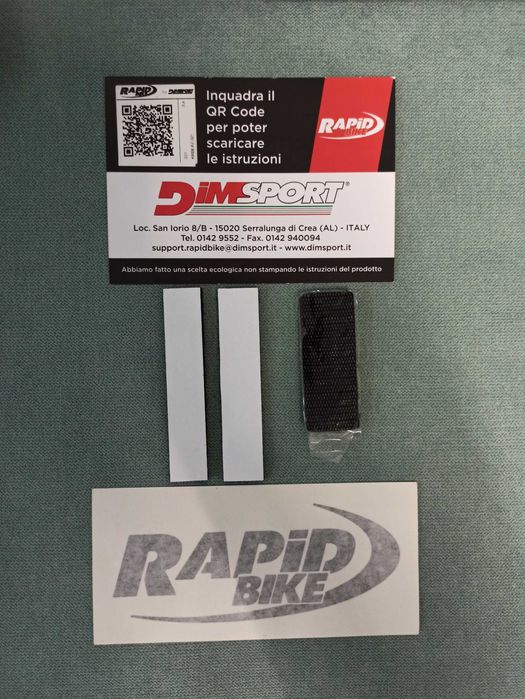 RAPID BIKE by DIMSPORT
Inquadra il
QR Code
per poter
scaricare
le istruzioni
RAPiD
BIKE
DiMSPORT®
Loc. San Iorio 8/B - 15020 Serralunga di Crea (AL) - ITALY
Tel. 0142 9552 - Fax. 0142 940094
support.rapidbike@dimsport.it - www.dimsport.it
Abbiamo fatto una scelta ecologica non stampando le istruzioni del prodotto
RAPiD
BIKE